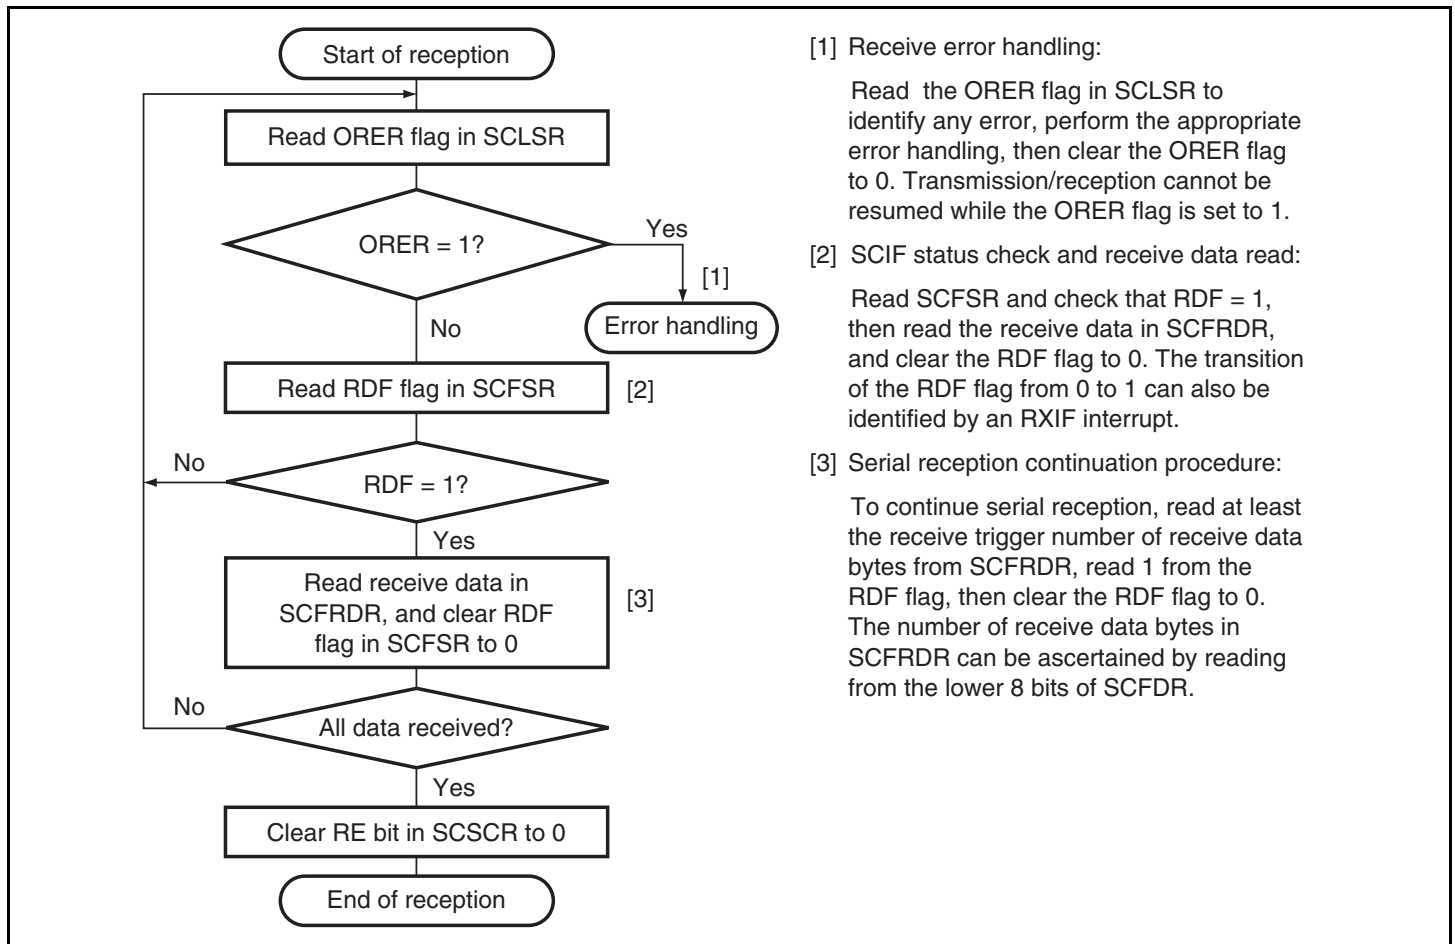 Start of reception
Read ORER flag in SCLSR
ORER = 1?
Yes
[1]
Error handling
No
Read RDF flag in SCFSR
[2]
No
RDF = 1?
Yes
Read receive data in
SCFRDR, and clear RDF
flag in SCFSR to 0
[3]
No
All data received?
Yes
Clear RE bit in SCSCR to 0
End of reception
[1] Receive error handling:
Read the ORER flag in SCLSR to
identify any error, perform the appropriate
error handling, then clear the ORER flag
to 0. Transmission/reception cannot be
resumed while the ORER flag is set to 1.
[2] SCIF status check and receive data read:
Read SCFSR and check that RDF = 1,
then read the receive data in SCFRDR,
and clear the RDF flag to 0. The transition
of the RDF flag from 0 to 1 can also be
identified by an RXIF interrupt.
[3] Serial reception continuation procedure:
To continue serial reception, read at least
the receive trigger number of receive data
bytes from SCFRDR, read 1 from the
RDF flag, then clear the RDF flag to 0.
The number of receive data bytes in
SCFRDR can be ascertained by reading
from the lower 8 bits of SCFDR.